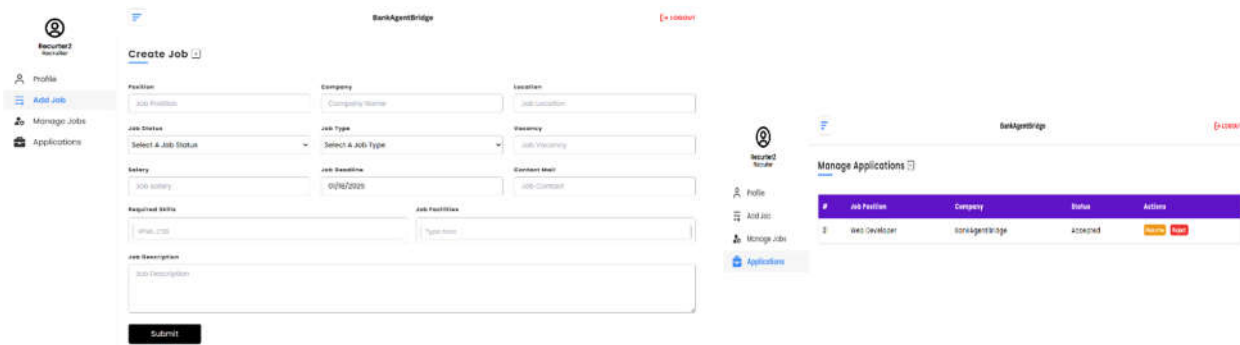 BankAgentBridge
LOGOUT
Recurter2
Recruiter
Profile
Add Job
Manage Jobs
Applications
Create Job
Position
Company
Location
Job Position
Company Name
Job Location
Job Status
Job Type
Vacancy
Select A Job Status
Select A Job Type
Job Vacancy
Salary
Job Deadline
Contact Mail
Job Salary
Job Contact
Required Skills
Job Facilities
HTML, CSS
Type here
Job Description
Job Description
Submit
BankAgentBridge
Recurter2
Recruiter
Profile
Add Job
Manage Jobs
Applications
Manage Applications
# Job Position Company Status Actions
Web Developer BankAgentBridge Accepted Resume Reject